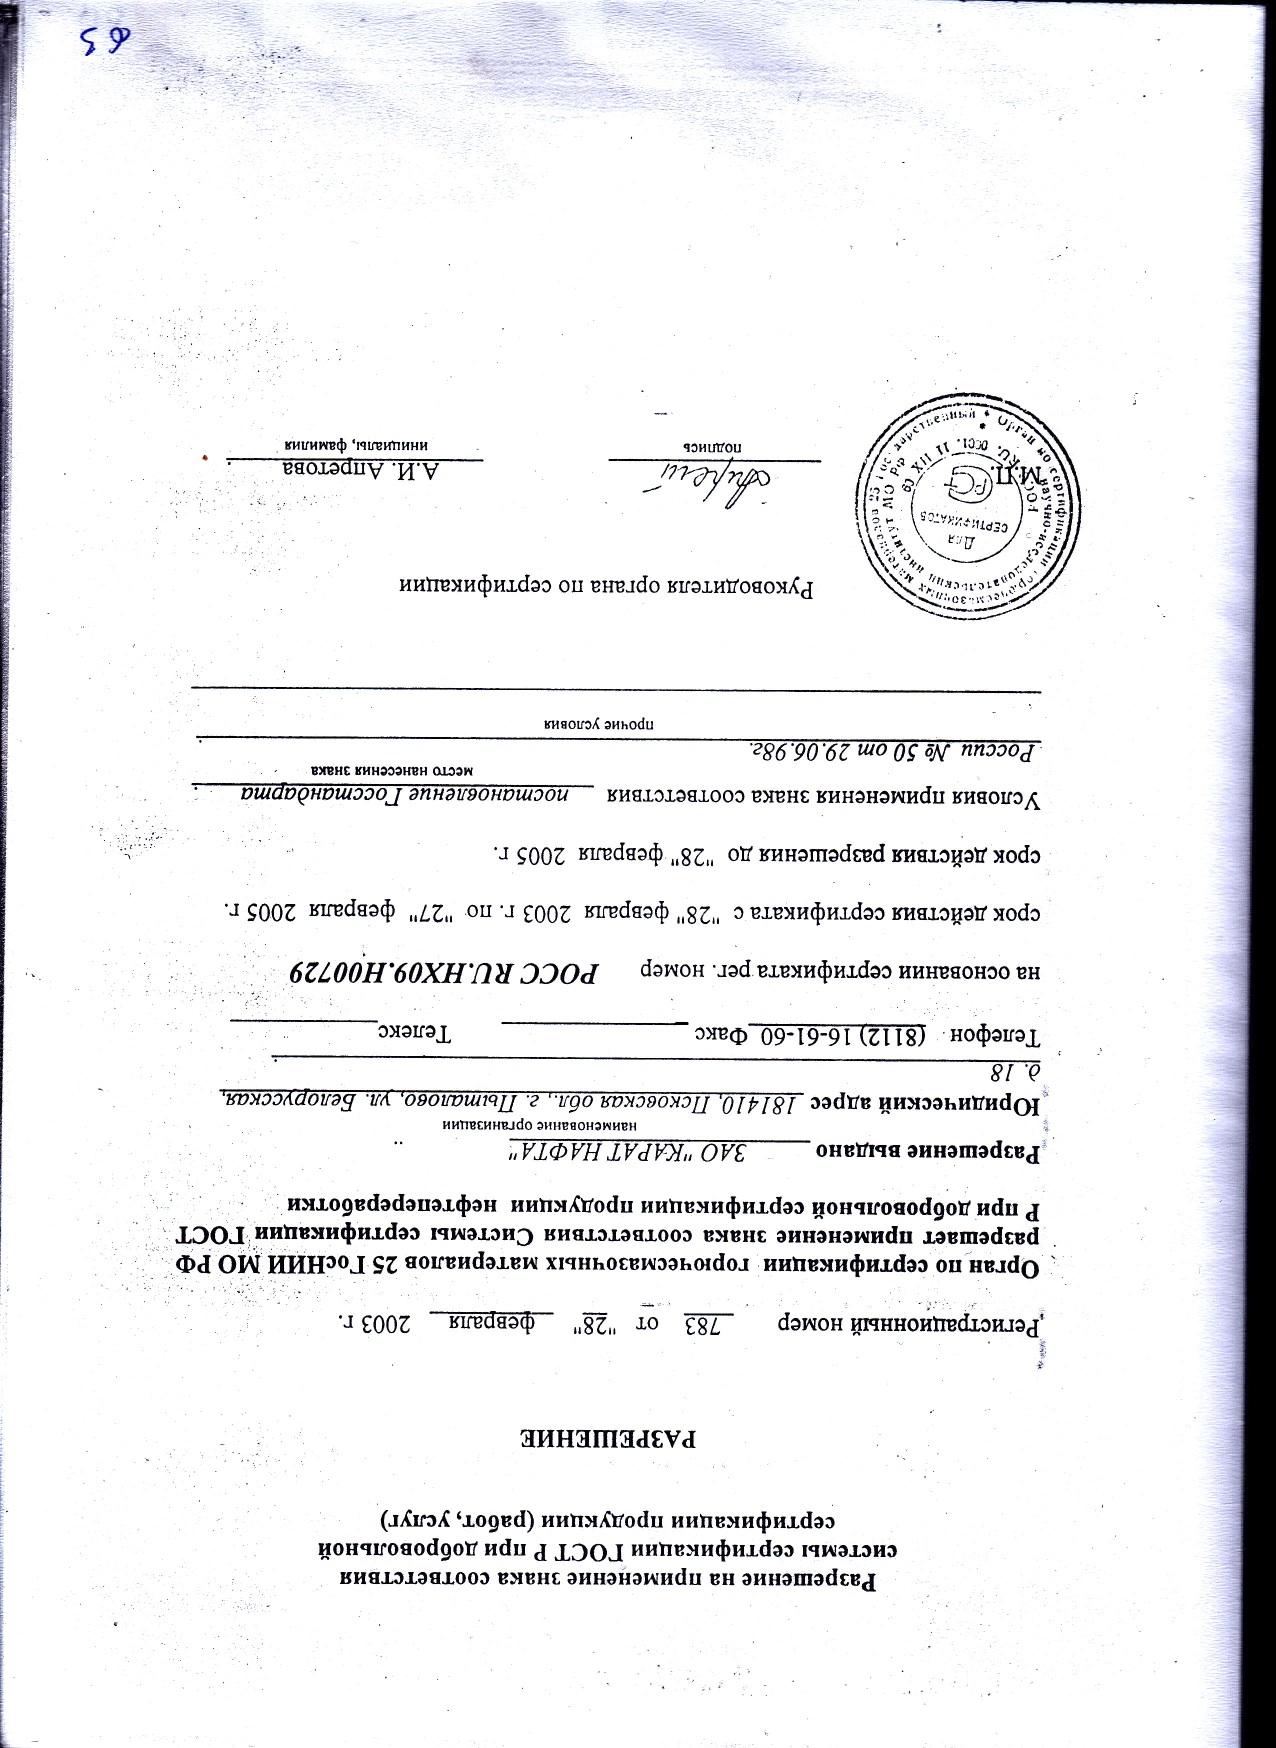 Разрешение на применение знака соответствия
системы сертификации ГОСТ Р при добровольной
сертификации продукции (работ, услуг)
РАЗРЕШЕНИЕ
Регистрационный номер 783 от "28" февраля 2003 г.
Орган по сертификации горючесмазочных материалов 25 ГосНИИ МО РФ
разрешает применение знака соответствия Системы сертификации ГОСТ
Р при добровольной сертификации продукции нефтепереработки
Разрешение выдано ЗАО "КАРАТ НАФТА"
наименование организации
Юридический адрес 181410, Псковская обл., г. Пыталово, ул. Белорусская,
д. 18
Телефон (8112) 16-61-60 Факс Телекс
на основании сертификата рег. номер РОСС RU.НХ09.Н00729
срок действия сертификата с "28" февраля 2003 г. по "27" февраля 2005 г.
срок действия разрешения до "28" февраля 2005 г.
Условия применения знака соответствия постановление Госстандарта
место нанесения знака
России № 50 от 29.06.98г.
прочие условия
Руководителя органа по сертификации
М.П.
Для
СЕРТИФИКАТОВ
А.И. Апретова
подпись инициалы, фамилия